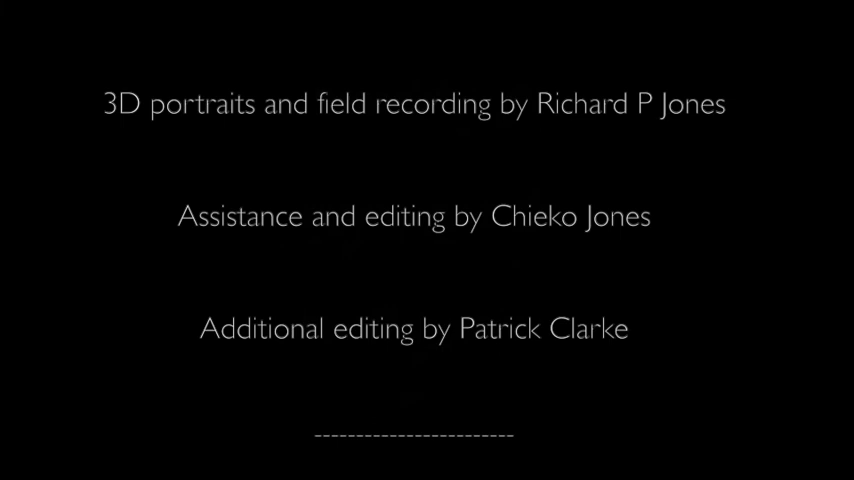 3D portraits and field recording by Richard P Jones
Assistance and editing by Chieko Jones
Additional editing by Patrick Clarke
------------------------